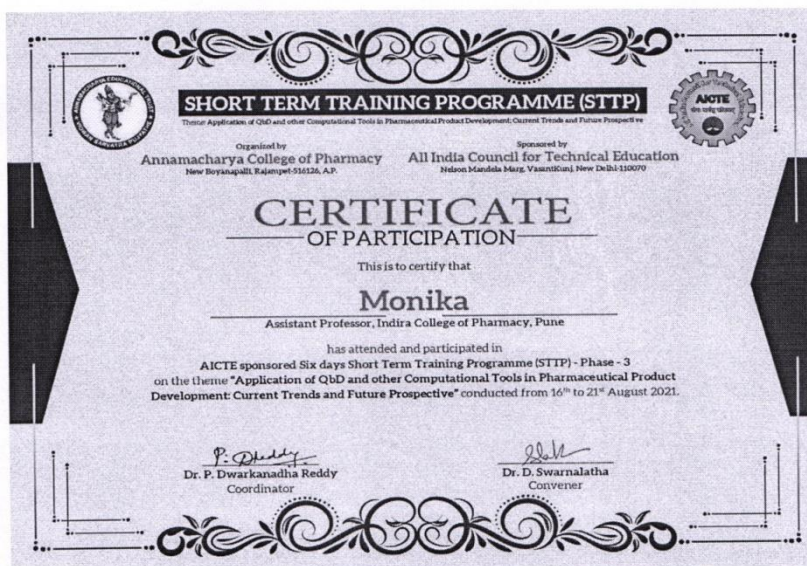 SHORT TERM TRAINING PROGRAMME (STTP)
Theme: Application of QbD and other Computational Tools in Pharmaceutical Product Development: Current Trends and Future Prospective
Organized by
Annamacharya College of Pharmacy
New Boyanapalli, Rajampet-516126, A.P.
Sponsored by
All India Council for Technical Education
Nelson Mandela Marg, VasantKunj, New Delhi-110070
AICTE
CERTIFICATE
OF PARTICIPATION
This is to certify that
Monika
Assistant Professor, Indira College of Pharmacy, Pune
has attended and participated in
AICTE sponsored Six days Short Term Training Programme (STTP) - Phase - 3
on the theme "Application of QbD and other Computational Tools in Pharmaceutical Product
Development: Current Trends and Future Prospective" conducted from 16th to 21st August 2021.
Dr. P. Dwarkanadha Reddy
Coordinator
Dr. D. Swarnalatha
Convener